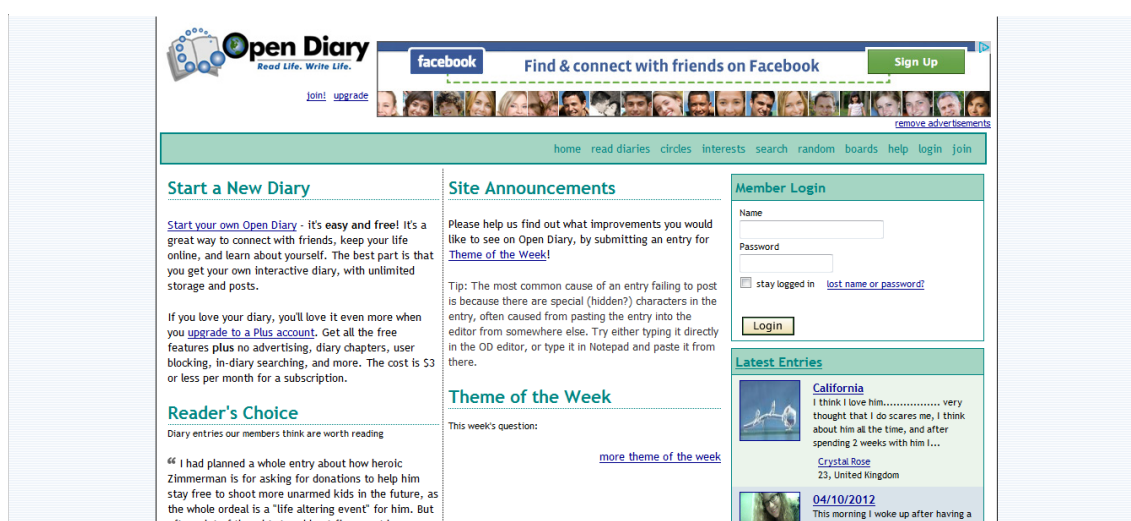 Open Diary
Read Life. Write Life.
join! upgrade
facebook
Find & connect with friends on Facebook
Sign Up
remove advertisements
home read diaries circles interests search random boards help login join
Start a New Diary
Start your own Open Diary - it's easy and free! It's a
great way to connect with friends, keep your life
online, and learn about yourself. The best part is that
you get your own interactive diary, with unlimited
storage and posts.
If you love your diary, you'll love it even more when
you upgrade to a Plus account. Get all the free
features plus no advertising, diary chapters, user
blocking, in-diary searching, and more. The cost is $3
or less per month for a subscription.
Reader's Choice
Diary entries our members think are worth reading
“ I had planned a whole entry about how heroic
Zimmerman is for asking for donations to help him
stay free to shoot more unarmed kids in the future, as
the whole ordeal is a "life altering event" for him. But
Site Announcements
Please help us find out what improvements you would
like to see on Open Diary, by submitting an entry for
Theme of the Week!
Tip: The most common cause of an entry failing to post
is because there are special (hidden?) characters in the
entry, often caused from pasting the entry into the
editor from somewhere else. Try either typing it directly
in the OD editor, or type it in Notepad and paste it from
there.
Theme of the Week
This week's question:
more theme of the week
Member Login
Name
Password
stay logged in lost name or password?
Login
Latest Entries
California
I think I love him................. very
thought that I do scares me, I think
about him all the time, and after
spending 2 weeks with him I...
Crystal Rose
23, United Kingdom
04/10/2012
This morning I woke up after having a